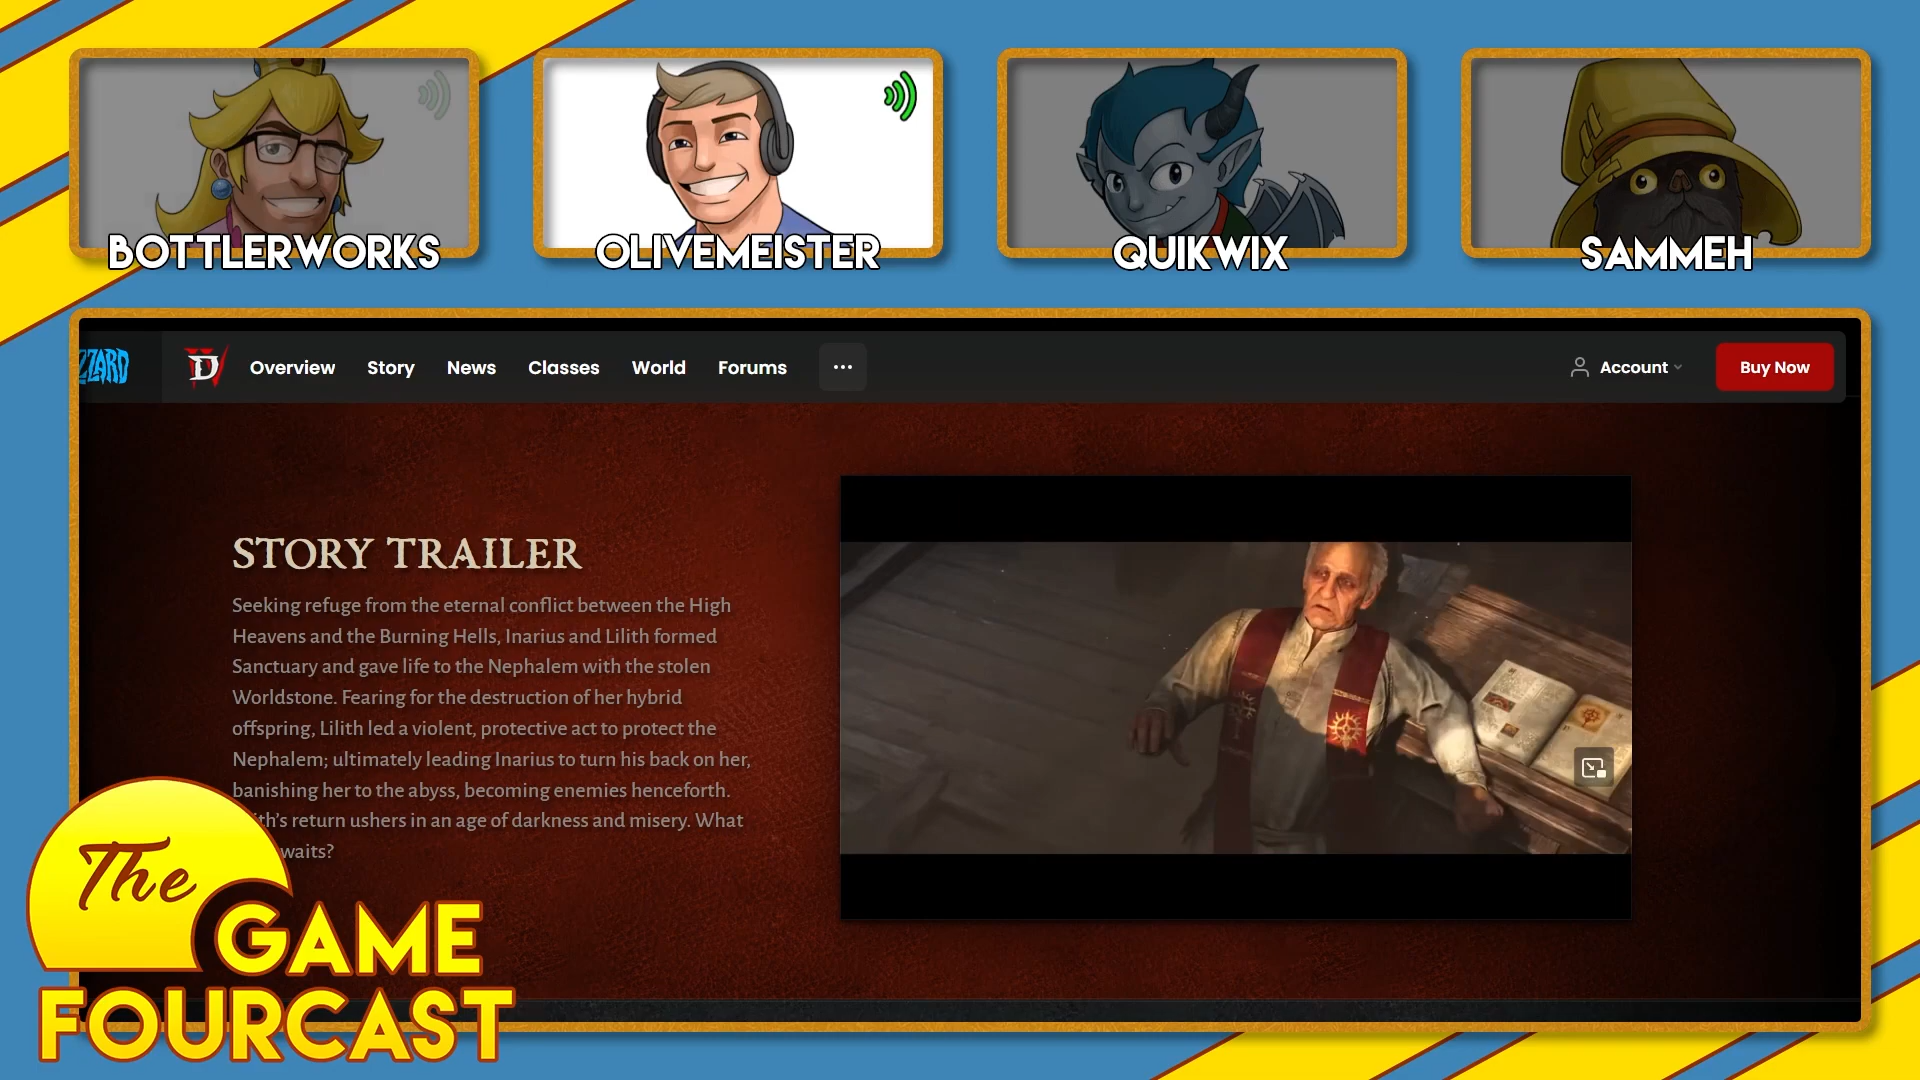 BOTTLERWORKS
OLIVEMEISTER
QUIKWIX
SAMMEH
ZZARD
D Overview Story News Classes World Forums ... Account Buy Now
STORY TRAILER
Seeking refuge from the eternal conflict between the High
Heavens and the Burning Hells, Inarius and Lilith formed
Sanctuary and gave life to the Nephalem with the stolen
Worldstone. Fearing for the destruction of her hybrid
offspring, Lilith led a violent, protective act to protect the
Nephalem; ultimately leading Inarius to turn his back on her,
banishing her to the abyss, becoming enemies henceforth.
ith's return ushers in an age of darkness and misery. What
waits?
The
GAME
FOURCAST